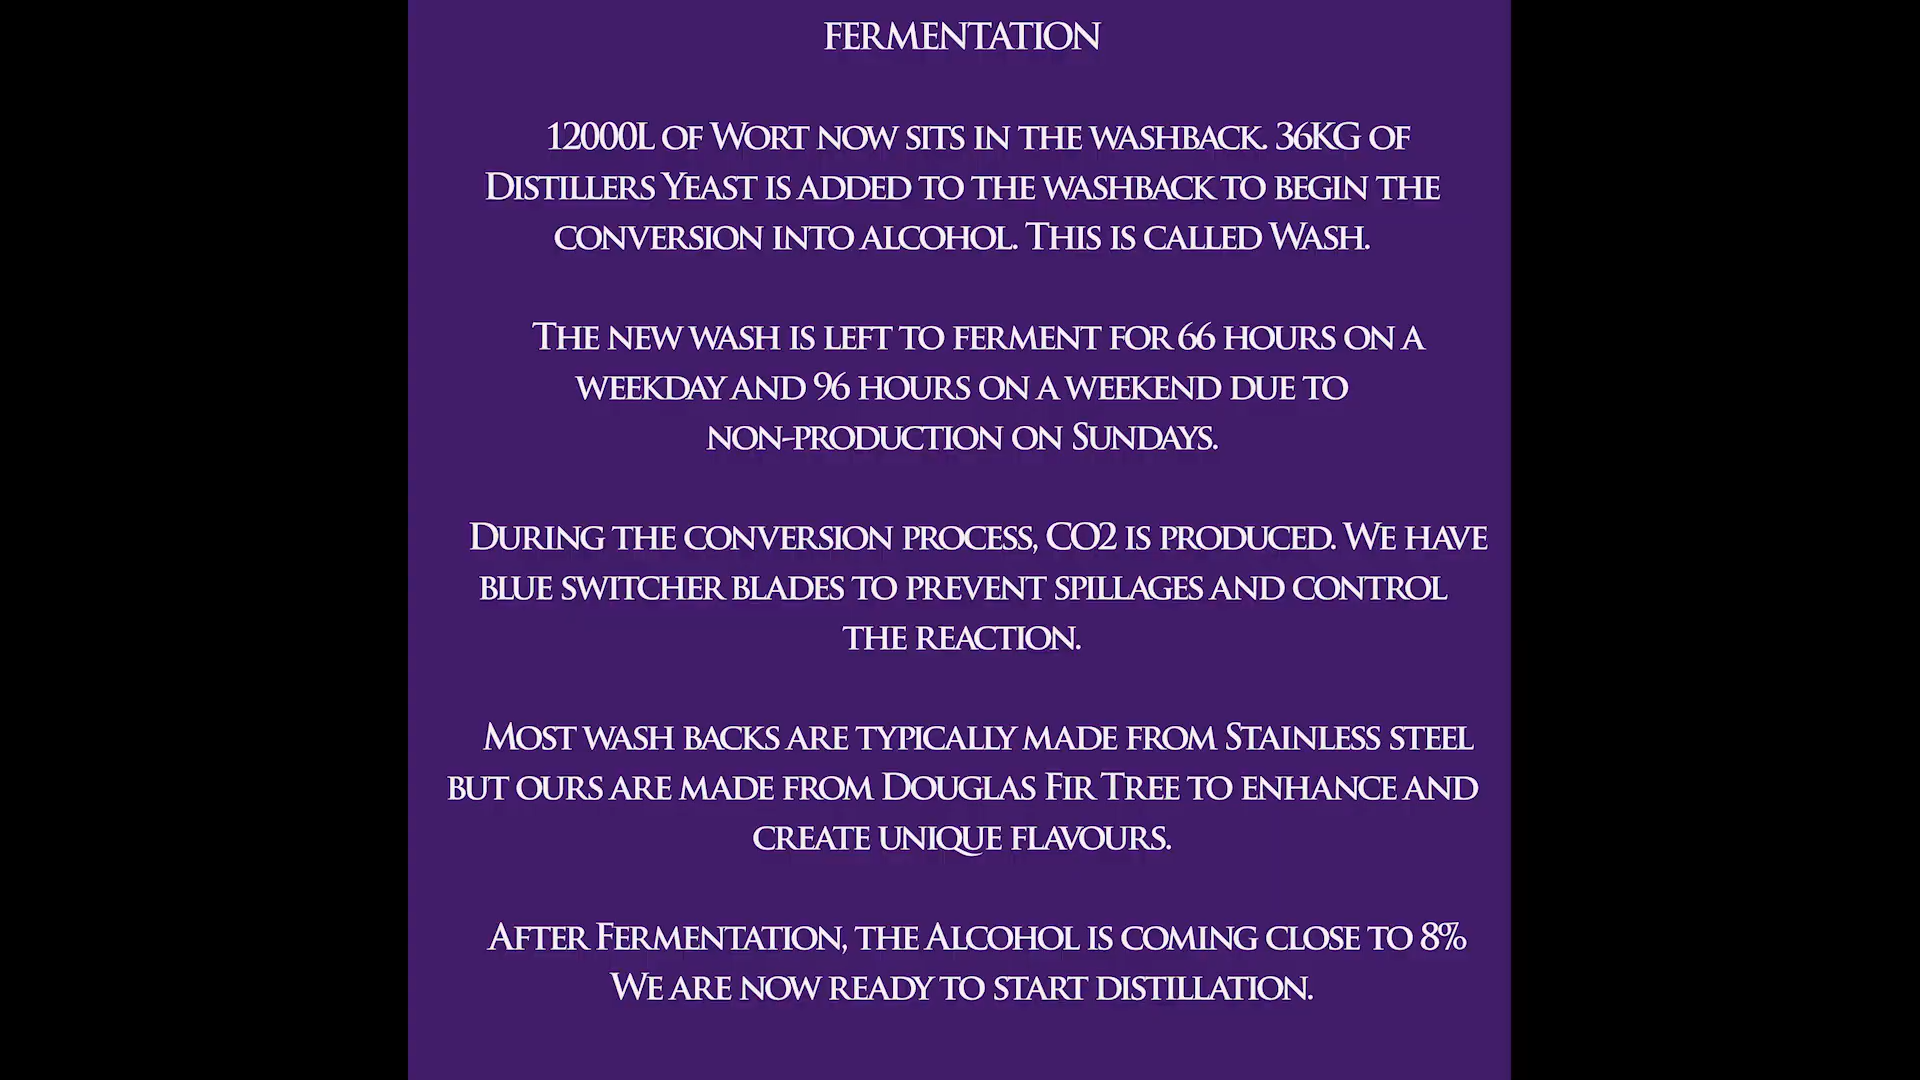 FERMENTATION
12000L OF WORT NOW SITS IN THE WASHBACK. 36KG OF
DISTILLERS YEAST IS ADDED TO THE WASHBACK TO BEGIN THE
CONVERSION INTO ALCOHOL. THIS IS CALLED WASH.
THE NEW WASH IS LEFT TO FERMENT FOR 66 HOURS ON A
WEEKDAY AND 96 HOURS ON A WEEKEND DUE TO
NON-PRODUCTION ON SUNDAYS.
DURING THE CONVERSION PROCESS, CO2 IS PRODUCED. WE HAVE
BLUE SWITCHER BLADES TO PREVENT SPILLAGES AND CONTROL
THE REACTION.
MOST WASH BACKS ARE TYPICALLY MADE FROM STAINLESS STEEL
BUT OURS ARE MADE FROM DOUGLAS FIR TREE TO ENHANCE AND
CREATE UNIQUE FLAVOURS.
AFTER FERMENTATION, THE ALCOHOL IS COMING CLOSE TO 8%
WE ARE NOW READY TO START DISTILLATION.